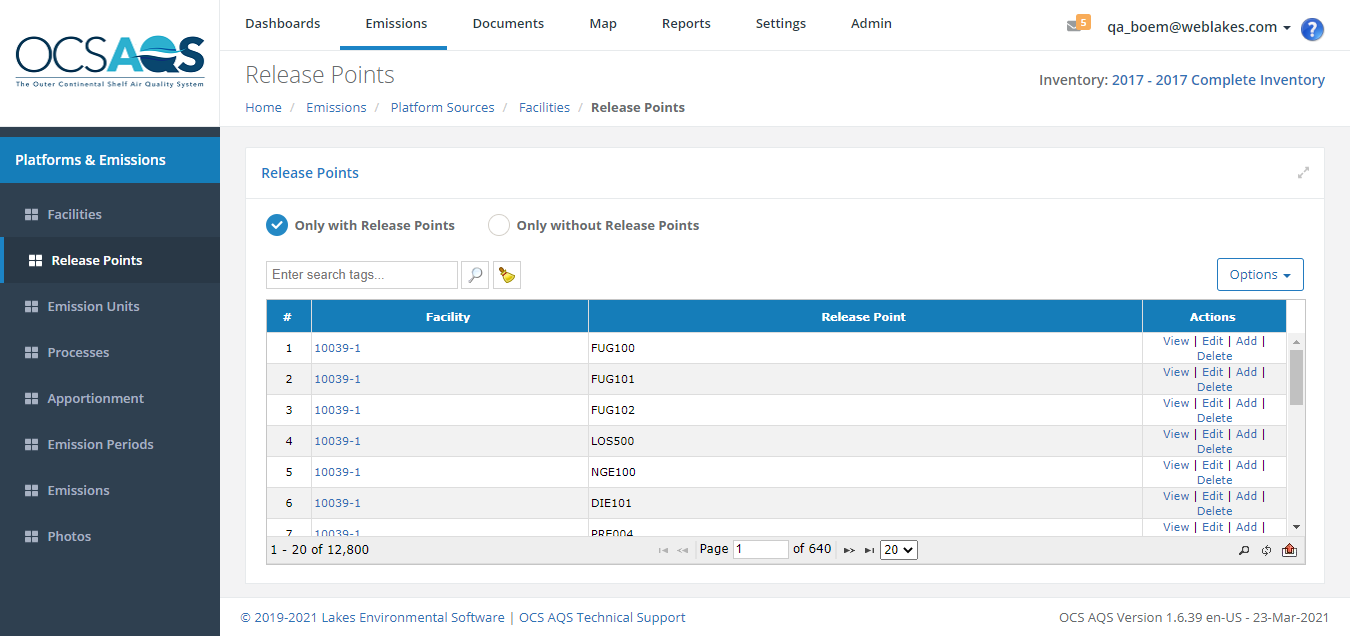 OCSAQS
The Outer Continental Shelf Air Quality System
Dashboards Emissions Documents Map Reports Settings Admin
5 qa_boem@weblakes.com ?
Release Points
Inventory: 2017 - 2017 Complete Inventory
Home / Emissions / Platform Sources / Facilities / Release Points
Platforms & Emissions
Facilities
Release Points
Emission Units
Processes
Apportionment
Emission Periods
Emissions
Photos
Release Points
Only with Release Points Only without Release Points
Enter search tags...
Options
# Facility Release Point Actions
1 10039-1 FUG100 View | Edit | Add |
Delete
2 10039-1 FUG101 View | Edit | Add |
Delete
3 10039-1 FUG102 View | Edit | Add |
Delete
4 10039-1 LOS500 View | Edit | Add |
Delete
5 10039-1 NGE100 View | Edit | Add |
Delete
6 10039-1 DIE101 View | Edit | Add |
Delete
7 10039-1 PRE004 View | Edit | Add |
1 - 20 of 12,800 Page 1 of 640 20
© 2019-2021 Lakes Environmental Software | OCS AQS Technical Support
OCS AQS Version 1.6.39 en-US - 23-Mar-2021